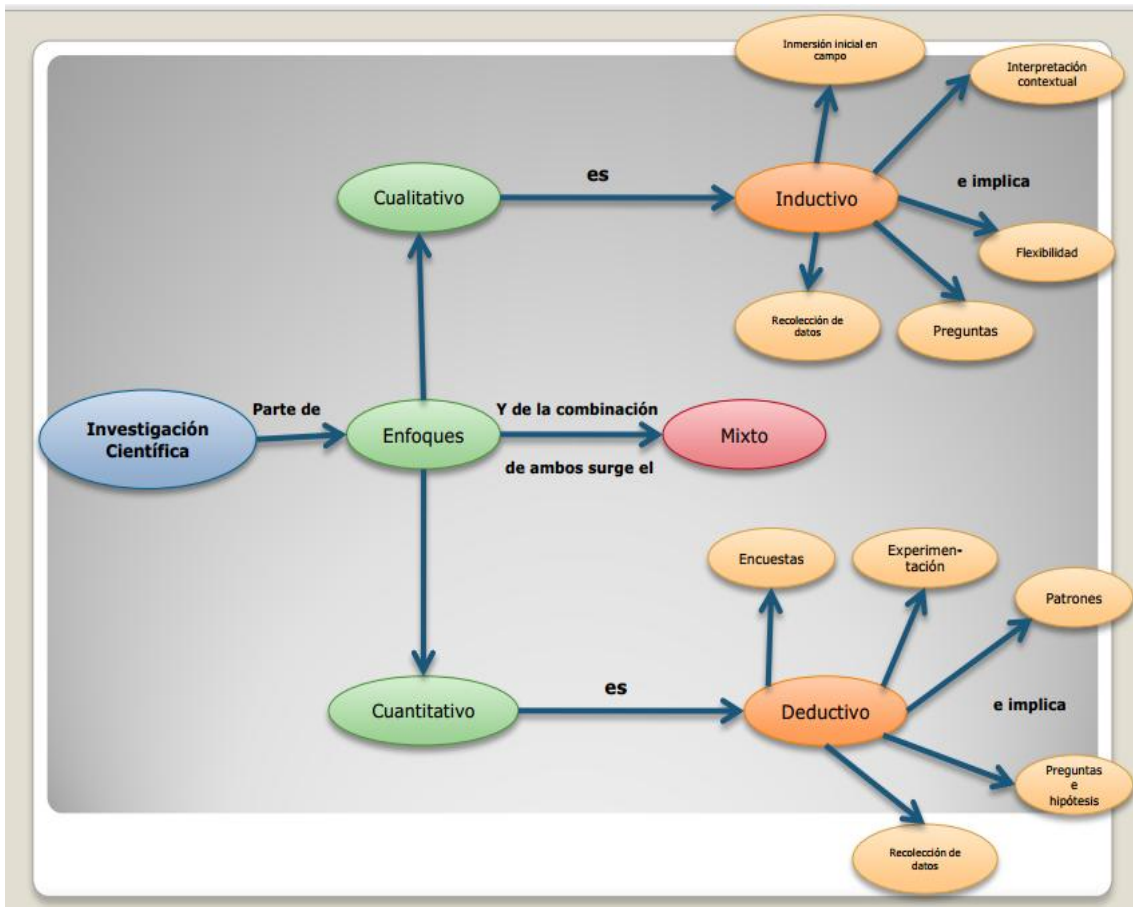 Inmersión inicial en
campo
Interpretación
contextual
es
Cualitativo
Inductivo
e implica
Flexibilidad
Recolección de
datos
Preguntas
Investigación
Científica
Parte de
Enfoques
Y de la combinación
de ambos surge el
Mixto
Encuestas
Experimen-
tación
Patrones
es
Cuantitativo
Deductivo
e implica
Preguntas
e
hipótesis
Recolección de
datos